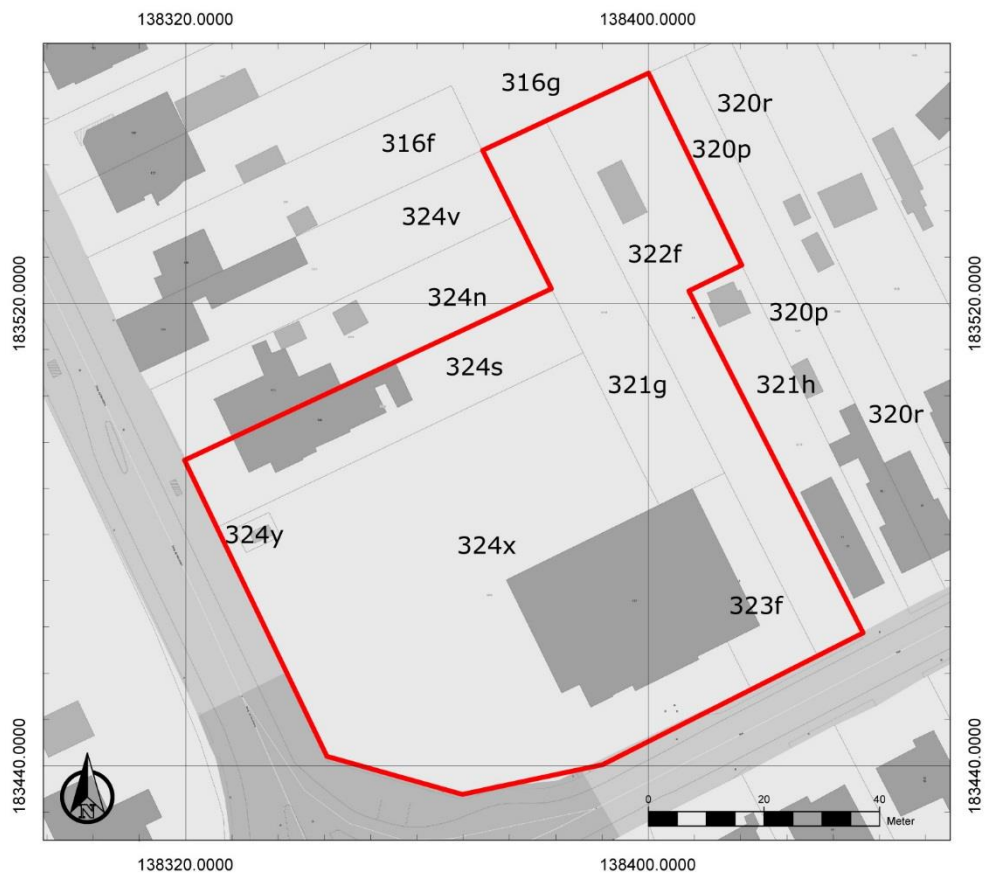 138320.0000 138400.0000
316g
320r
316f
320p
324v
322f
324n
183520.0000 183520.0000
320p
324s
321g
321h
320r
324y
324x
323f
183440.0000 183440.0000
N
0 20 40
Meter
138320.0000 138400.0000